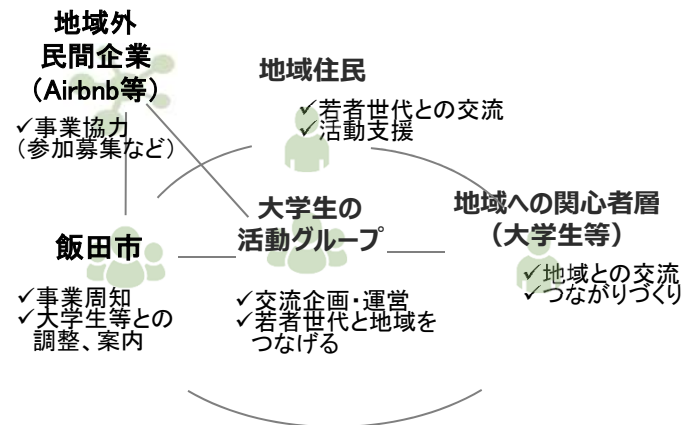 地域外
民間企業
（Airbnb等）
✓事業協力
（参加募集など）
地域住民
✓若者世代との交流
✓活動支援
大学生の
活動グループ
✓交流企画・運営
✓若者世代と地域を
つなげる
地域への関心者層
（大学生等）
✓地域との交流
✓つながりづくり
飯田市
✓事業周知
✓大学生等との
調整、案内